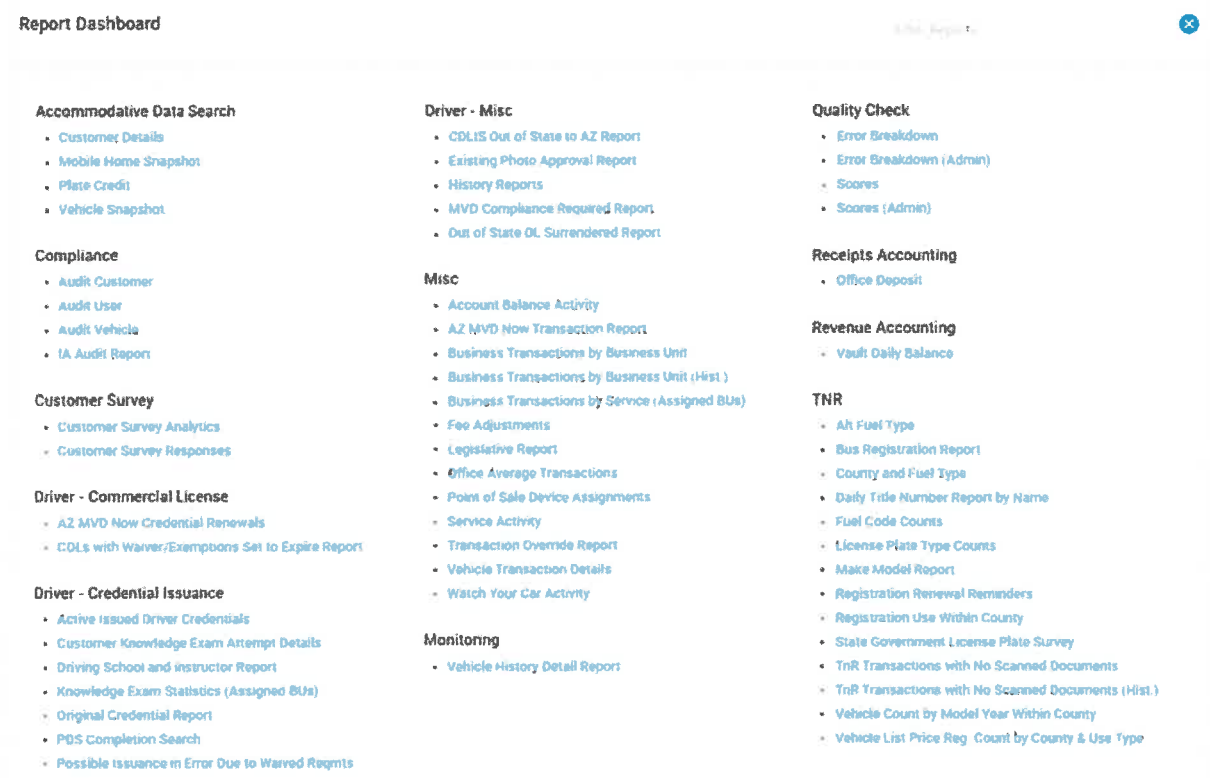 Report Dashboard
Accommodative Data Search
Customer Details
Mobile Home Snapshot
Plate Credit
Vehicle Snapshot
Compliance
Audit Customer
Audit User
Audit Vehicle
IA Audit Report
Customer Survey
Customer Survey Analytics
Customer Survey Responses
Driver - Commercial License
AZ MVD Now Credential Renewals
CDLs with Waiver/Exemptions Set to Expire Report
Driver - Credential Issuance
Active Issued Driver Credentials
Customer Knowledge Exam Attempt Details
Driving School and Instructor Report
Knowledge Exam Statistics (Assigned BUs)
Original Credential Report
PDS Completion Search
Possible Issuance in Error Due to Waived Reqmts
Driver - Misc
CDLIS Out of State to AZ Report
Existing Photo Approval Report
History Reports
MVD Compliance Required Report
Out of State DL Surrendered Report
Misc
Account Balance Activity
AZ MVD Now Transaction Report
Business Transactions by Business Unit
Business Transactions by Business Unit (Hist.)
Business Transactions by Service (Assigned BUs)
Fee Adjustments
Legislative Report
Office Average Transactions
Point of Sale Device Assignments
Service Activity
Transaction Override Report
Vehicle Transaction Details
Watch Your Car Activity
Monitoring
Vehicle History Detail Report
Quality Check
Error Breakdown
Error Breakdown (Admin)
Scores
Scores (Admin)
Receipts Accounting
Office Deposit
Revenue Accounting
Vault Daily Balance
TNR
Alt Fuel Type
Bus Registration Report
County and Fuel Type
Daily Title Number Report by Name
Fuel Code Counts
License Plate Type Counts
Make Model Report
Registration Renewal Reminders
Registration Use Within County
State Government License Plate Survey
TnR Transactions with No Scanned Documents
TnR Transactions with No Scanned Documents (Hist.)
Vehicle Count by Model Year Within County
Vehicle List Price Reg Count by County & Use Type